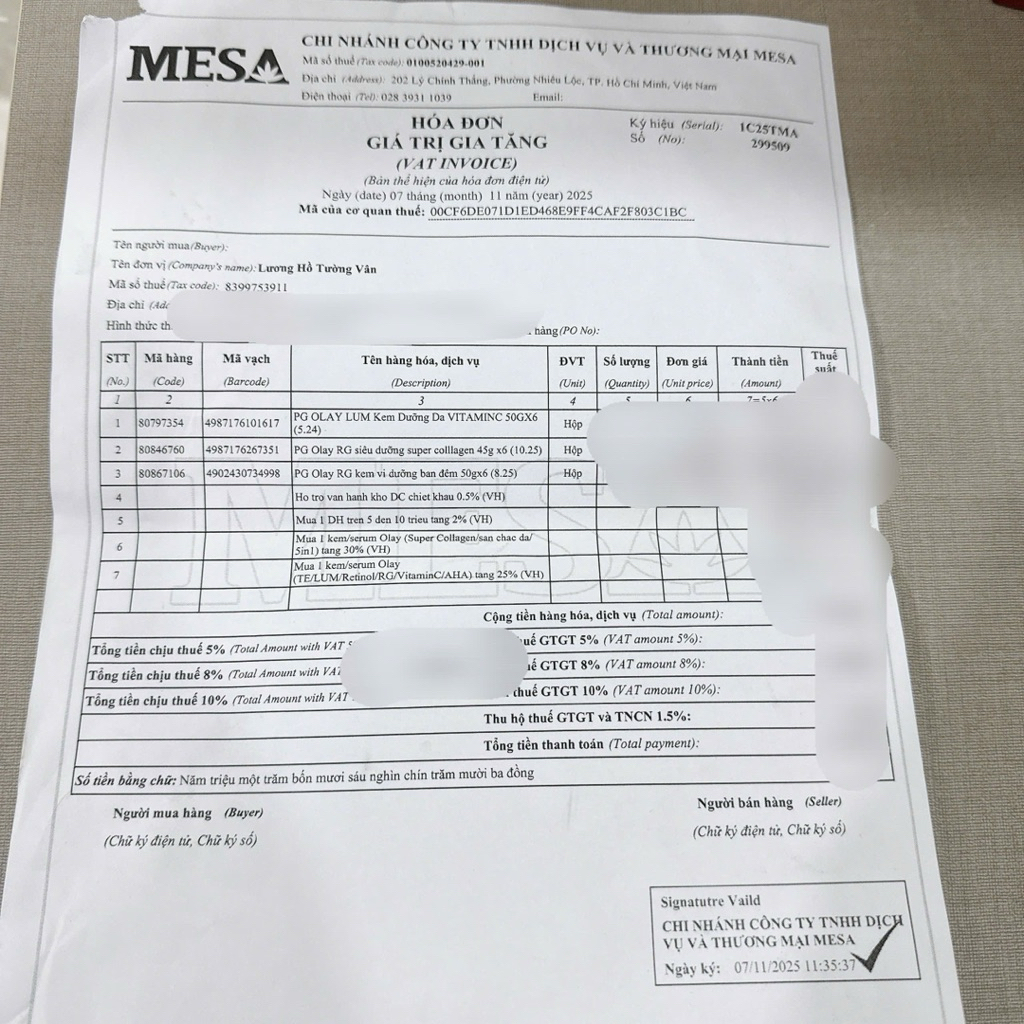 MESA
CHI NHÁNH CÔNG TY TNHH DỊCH VỤ VÀ THƯƠNG MẠI MESA
Mã số thuế (Tax code): 0100520429-001
Địa chỉ (Address): 202 Lý Chính Thắng, Phường Nhiêu Lộc, TP. Hồ Chí Minh, Việt Nam
Điện thoại (Tel): 028 3931 1039 Email:
HÓA ĐƠN
GIÁ TRỊ GIA TĂNG
(VAT INVOICE)
(Bản thể hiện của hóa đơn điện tử)
Ngày (date) 07 tháng (month) 11 năm (year) 2025
Mã của cơ quan thuế: 00CF6DE071D1ED468E9FF4CAF2F803C1BC
Ký hiệu (Serial): 1C25TMA
Số (No): 299509
Tên người mua(Buyer):
Tên đơn vị (Company's name): Lương Hồ Tường Vân
Mã số thuế(Tax code): 8399753911
Địa chỉ
Hình thức
hàng(PO No):
STT Mã hàng Mã vạch Tên hàng hóa, dịch vụ ĐVT Số lượng Đơn giá Thành tiền Thuế suất
(No.) (Code) (Barcode) (Description) (Unit) (Quantity) (Unit price) (Amount)
1 2 3 4 5 6 7=5x6
1 80797354 4987176101617 PG OLAY LUM Kem Dưỡng Da VITAMINC 50GX6 Hộp
(5.24)
2 80846760 4987176267351 PG Olay RG siêu dưỡng super colllagen 45g x6 (10.25) Hộp
3 80867106 4902430734998 PG Olay RG kem vi dưỡng ban đêm 50gx6 (8.25) Hộp
4 Ho tro van hanh kho DC chiet khau 0.5% (VH)
5 Mua 1 DH tren 5 den 10 trieu tang 2% (VH)
6 Mua 1 kem/serum Olay (Super Collagen/san chac da/
5in1) tang 30% (VH)
7 Mua 1 kem/serum Olay
(TE/LUM/Retinol/RG/VitaminC/AHA) tang 25% (VH)
MESA
Cộng tiền hàng hóa, dịch vụ (Total amount):
Tổng tiền chịu thuế 5% (Total Amount with VAT
GTGT 5% (VAT amount 5%):
Tổng tiền chịu thuế 8% (Total Amount with VAT
GTGT 8% (VAT amount 8%):
Tổng tiền chịu thuế 10% (Total Amount with VAT
thuế GTGT 10% (VAT amount 10%):
Thu hộ thuế GTGT và TNCN 1.5%:
Tổng tiền thanh toán (Total payment):
Số tiền bằng chữ: Năm triệu một trăm bốn mươi sáu nghìn chín trăm mười ba đồng
Người mua hàng (Buyer)
(Chữ ký điện tử, Chữ ký số)
Người bán hàng (Seller)
(Chữ ký điện tử, Chữ ký số)
Signatutre Vaild
CHI NHÁNH CÔNG TY TNHH DỊCH
VỤ VÀ THƯƠNG MẠI MESA
Ngày ký: 07/11/2025 11:35:37